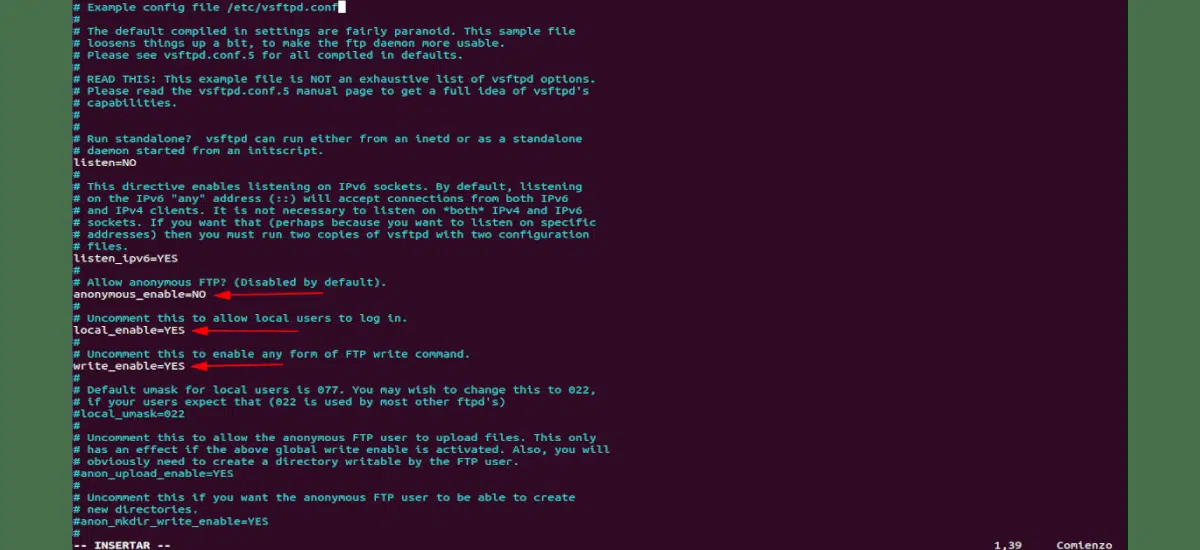 # Example config file /etc/vsftpd.conf
#
# The default compiled in settings are fairly paranoid. This sample file
# loosens things up a bit, to make the ftp daemon more usable.
# Please see vsftpd.conf.5 for all compiled in defaults.
#
# READ THIS: This example file is NOT an exhaustive list of vsftpd options.
# Please read the vsftpd.conf.5 manual page to get a full idea of vsftpd's
# capabilities.
#
#
# Run standalone?  vsftpd can run either from an inetd or as a standalone
# daemon started from an initscript.
listen=NO
#
# This directive enables listening on IPv6 sockets. By default, listening
# on the IPv6 "any" address (::) will accept connections from both IPv6
# and IPv4 clients. It is not necessary to listen on *both* IPv4 and IPv6
# sockets. If you want that (perhaps because you want to listen on specific
# addresses) then you must run two copies of vsftpd with two configuration
# files.
listen_ipv6=YES
#
# Allow anonymous FTP? (Disabled by default).
anonymous_enable=NO
#
# Uncomment this to allow local users to log in.
local_enable=YES
#
# Uncomment this to enable any form of FTP write command.
write_enable=YES
#
# Default umask for local users is 077. You may wish to change this to 022,
# if your users expect that (022 is used by most other ftpd's)
#local_umask=022
#
# Uncomment this to allow the anonymous FTP user to upload files. This only
# has an effect if the above global write enable is activated. Also, you will
# obviously need to create a directory writable by the FTP user.
#anon_upload_enable=YES
#
# Uncomment this if you want the anonymous FTP user to be able to create
# new directories.
#anon_mkdir_write_enable=YES
#
-- INSERTAR -- 1,39 Comienzo